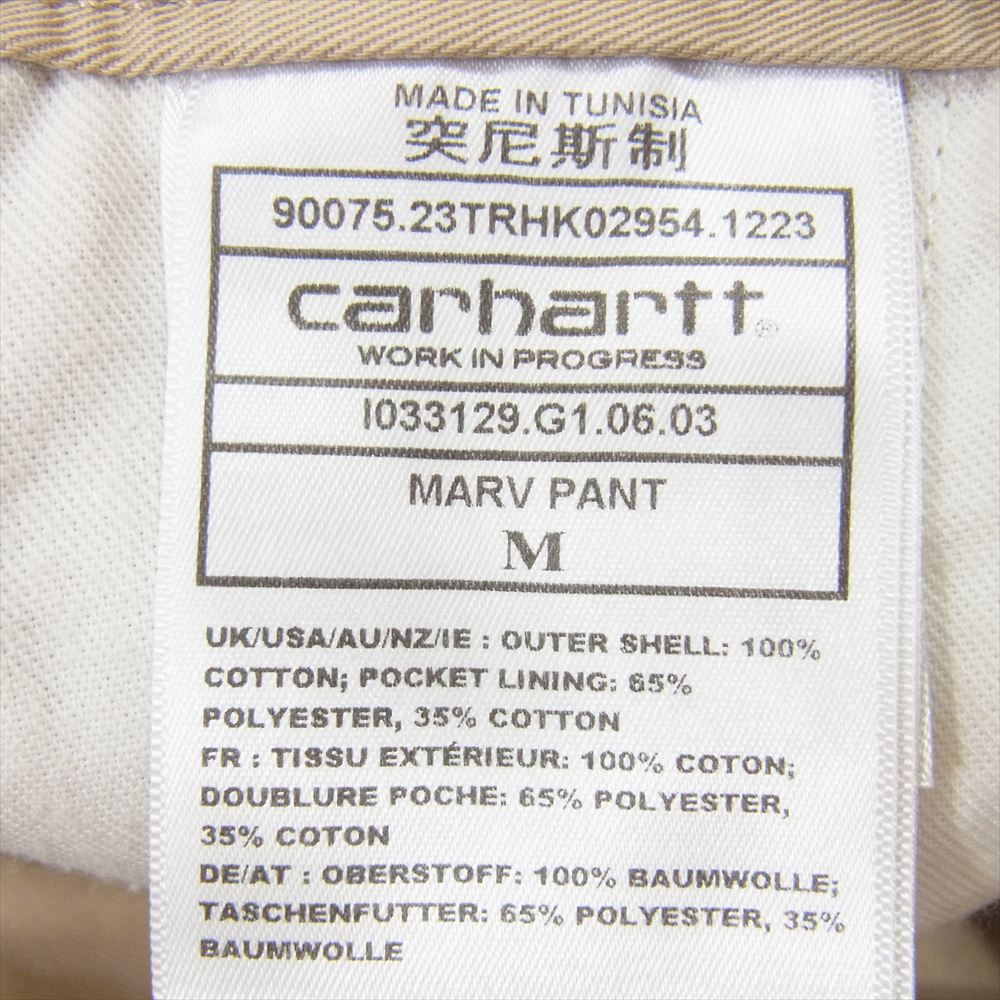 MADE IN TUNISIA
突尼斯制
90075.23TRHK02954.1223
carhartt®
WORK IN PROGRESS
I033129.G1.06.03
MARV PANT
M
UK/USA/AU/NZ/IE : OUTER SHELL: 100%
COTTON; POCKET LINING: 65%
POLYESTER, 35% COTTON
FR : TISSU EXTÉRIEUR: 100% COTON;
DOUBLURE POCHE: 65% POLYESTER,
35% COTON
DE/AT : OBERSTOFF: 100% BAUMWOLLE;
TASCHENFUTTER: 65% POLYESTER, 35%
BAUMWOLLE